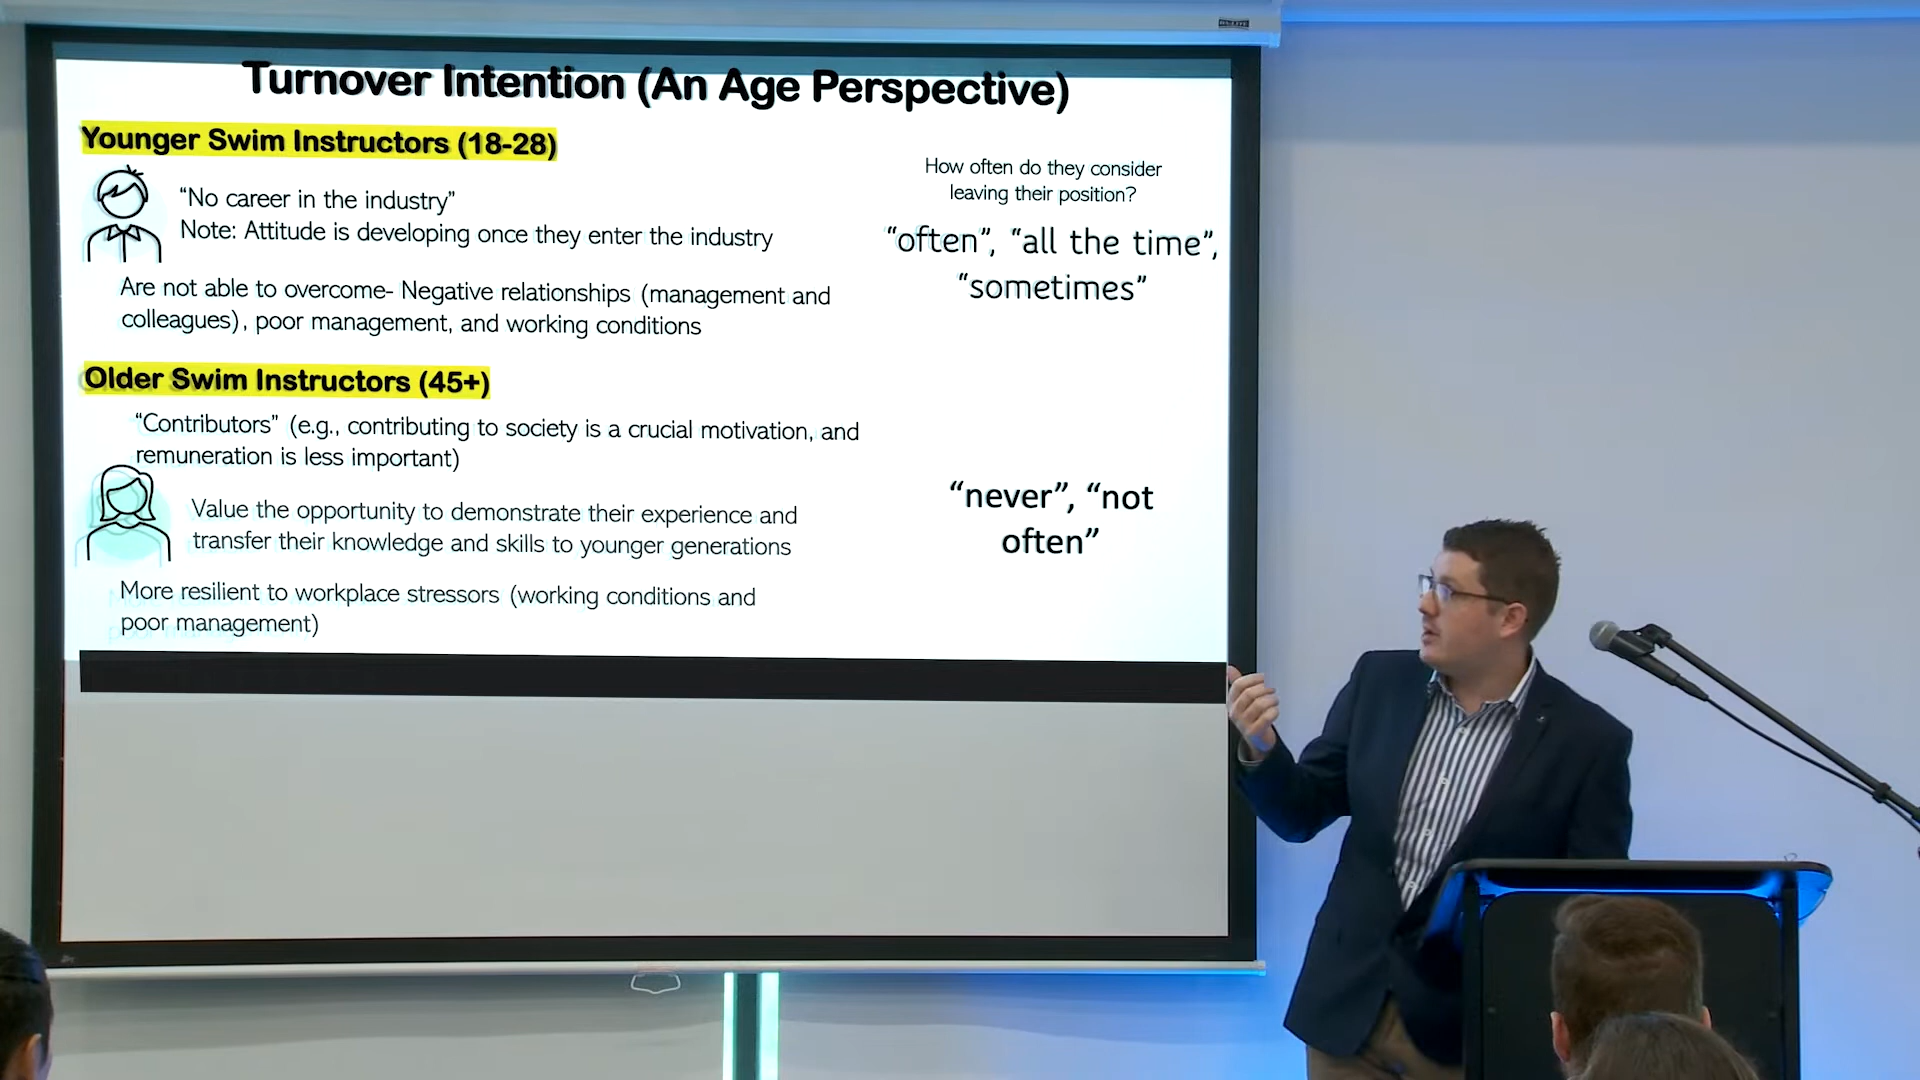 Turnover Intention (An Age Perspective)
Younger Swim Instructors (18-28)
“No career in the industry”
Note: Attitude is developing once they enter the industry
Are not able to overcome- Negative relationships (management and
colleagues), poor management, and working conditions
How often do they consider
leaving their position?
“often”, “all the time”,
“sometimes”
Older Swim Instructors (45+)
“Contributors” (e.g., contributing to society is a crucial motivation, and
remuneration is less important)
Value the opportunity to demonstrate their experience and
transfer their knowledge and skills to younger generations
More resilient to workplace stressors (working conditions and
poor management)
“never”, “not
often”